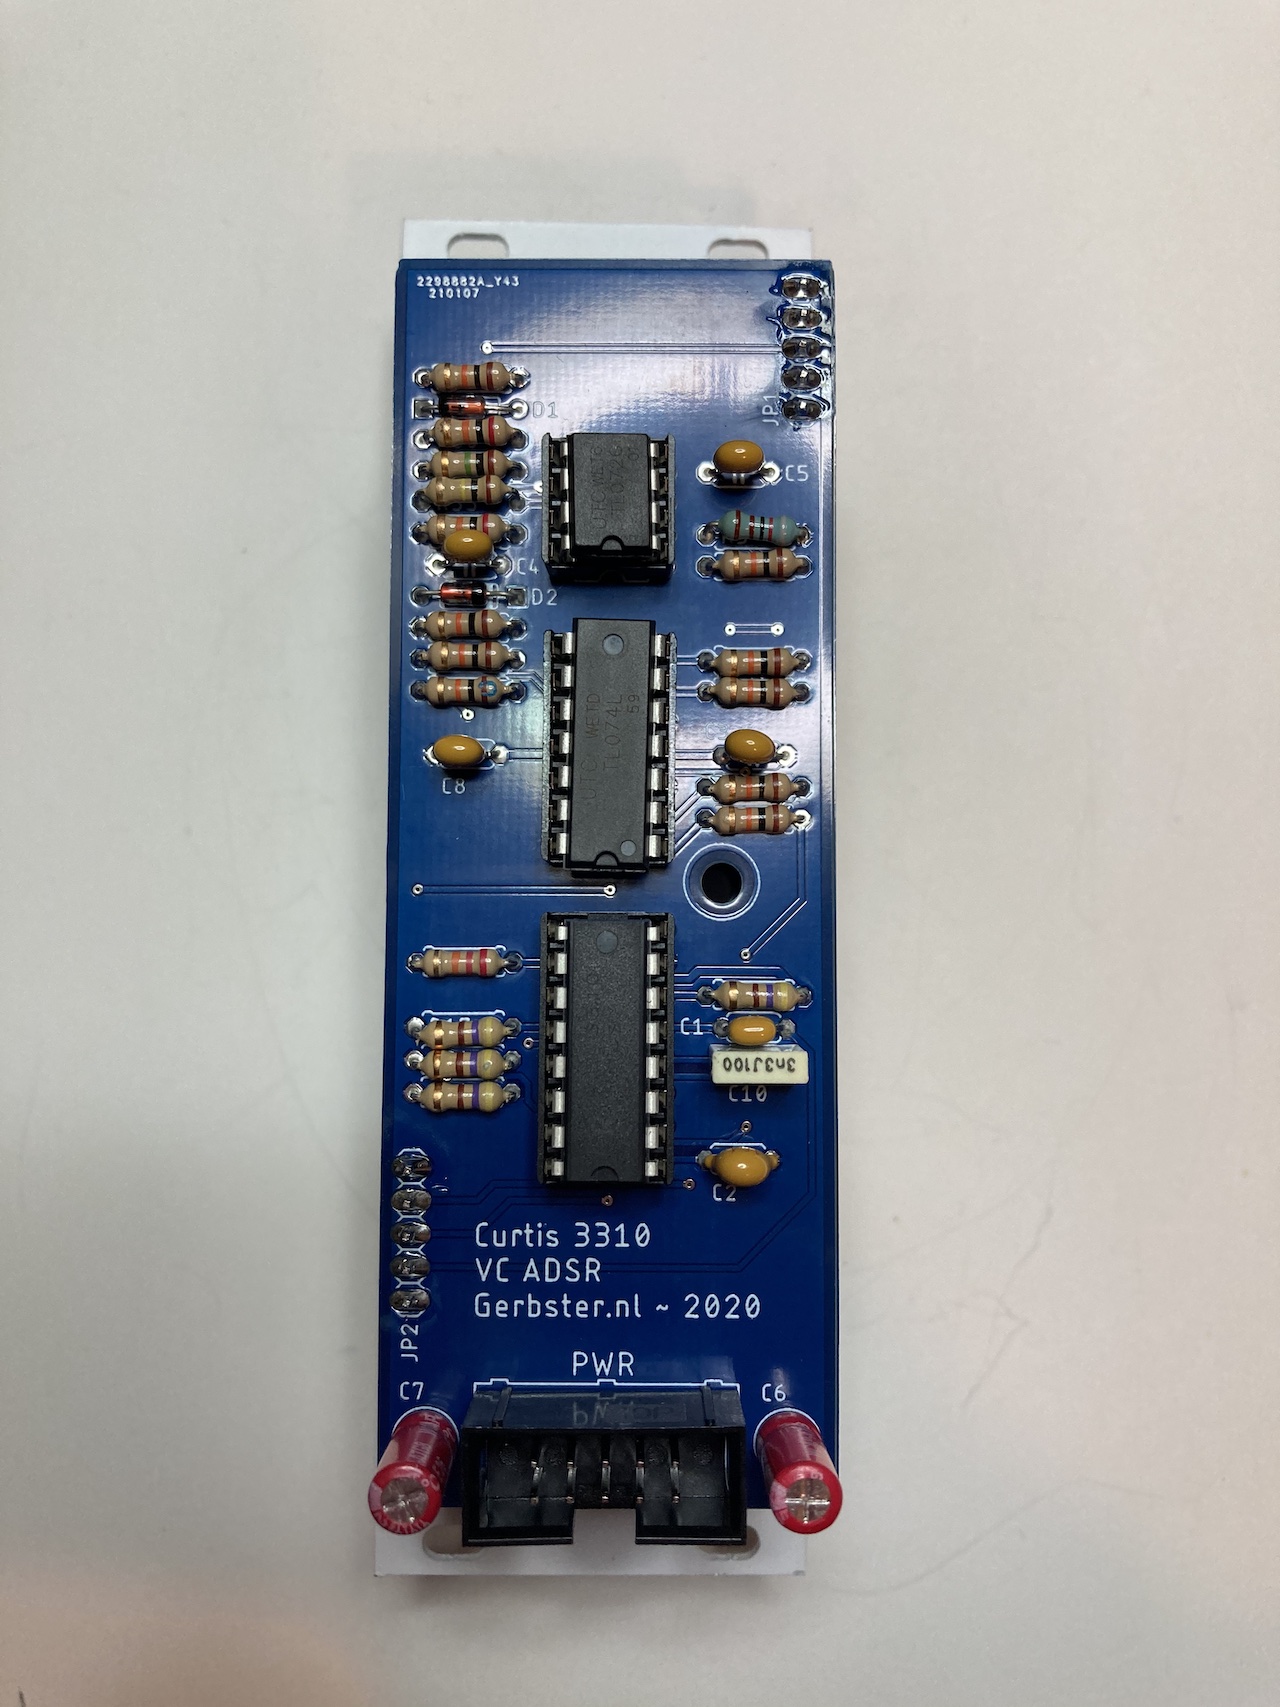 2298882A_Y43
210107
JP1
D1
C5
C4
D2
UTC WETD
TL074L
59
C8
C1
3n3J100
C10
C2
Curtis 3310
VC ADSR
Gerbster.nl ~ 2020
JP2
PWR
C7
C6